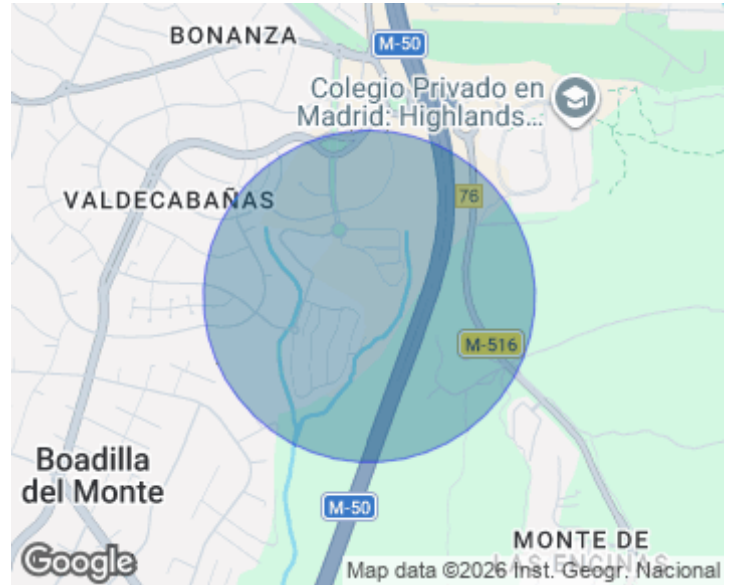 BONANZA
M-50
Colegio Privado en
Madrid: Highlands...
VALDECABAÑAS
76
M-516
Boadilla
del Monte
M-50
MONTE DE
LAS ENCINAS
Google
Map data ©2026 Inst. Geogr. Nacional